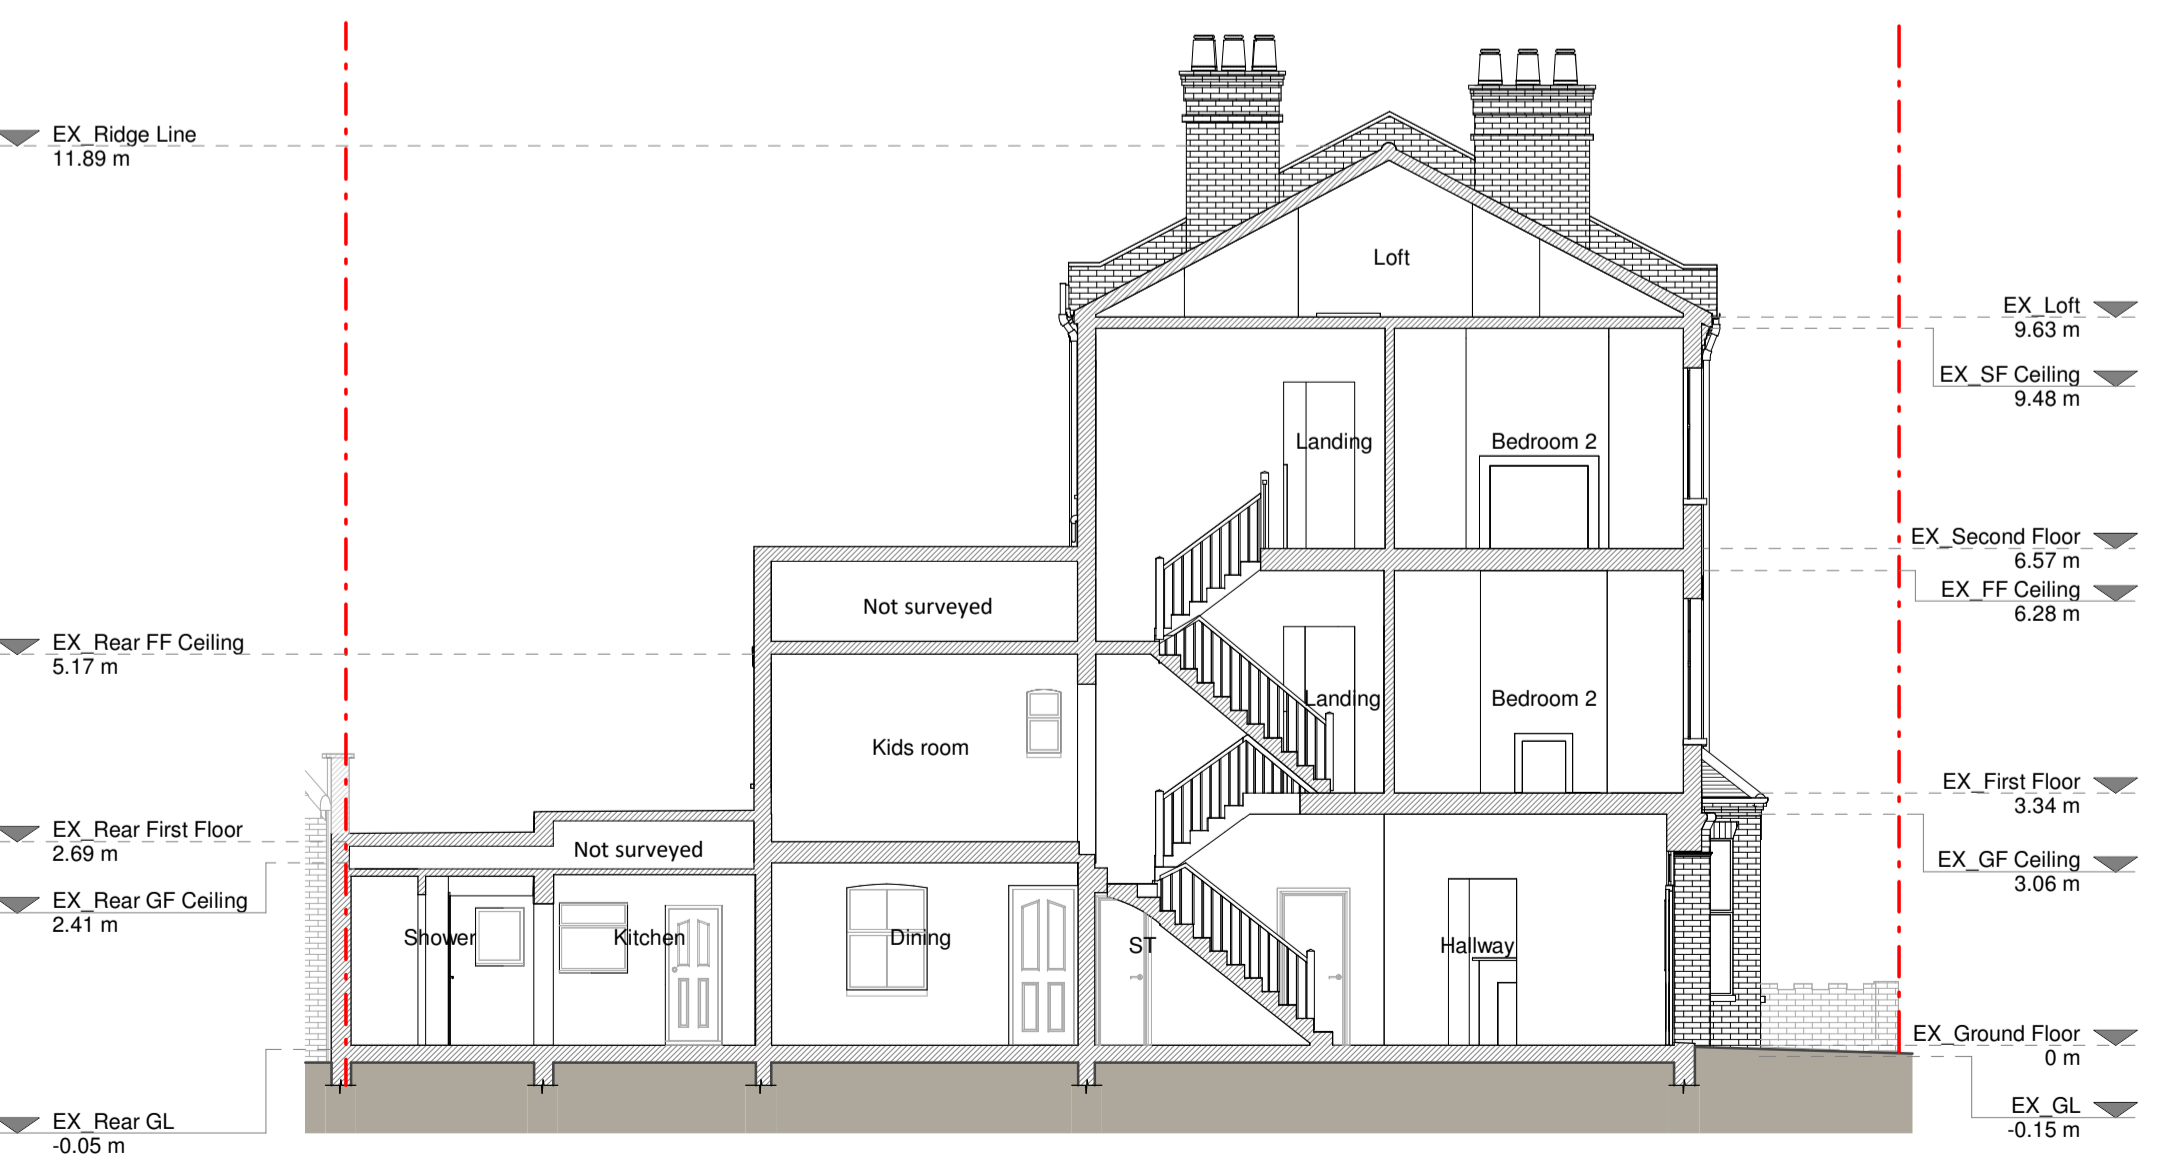 EX_Ridge Line
11.89 m
Loft
EX_Loft
9.63 m
EX_SF Ceiling
9.48 m
Landing
Bedroom 2
EX_Second Floor
6.57 m
EX_FF Ceiling
6.28 m
Not surveyed
EX_Rear FF Ceiling
5.17 m
Landing
Bedroom 2
Kids room
EX_First Floor
3.34 m
EX_Rear First Floor
2.69 m
Not surveyed
EX_GF Ceiling
3.06 m
EX_Rear GF Ceiling
2.41 m
Shower
Kitchen
Dining
ST
Hallway
EX_Ground Floor
0 m
EX_GL
-0.15 m
EX_Rear GL
-0.05 m